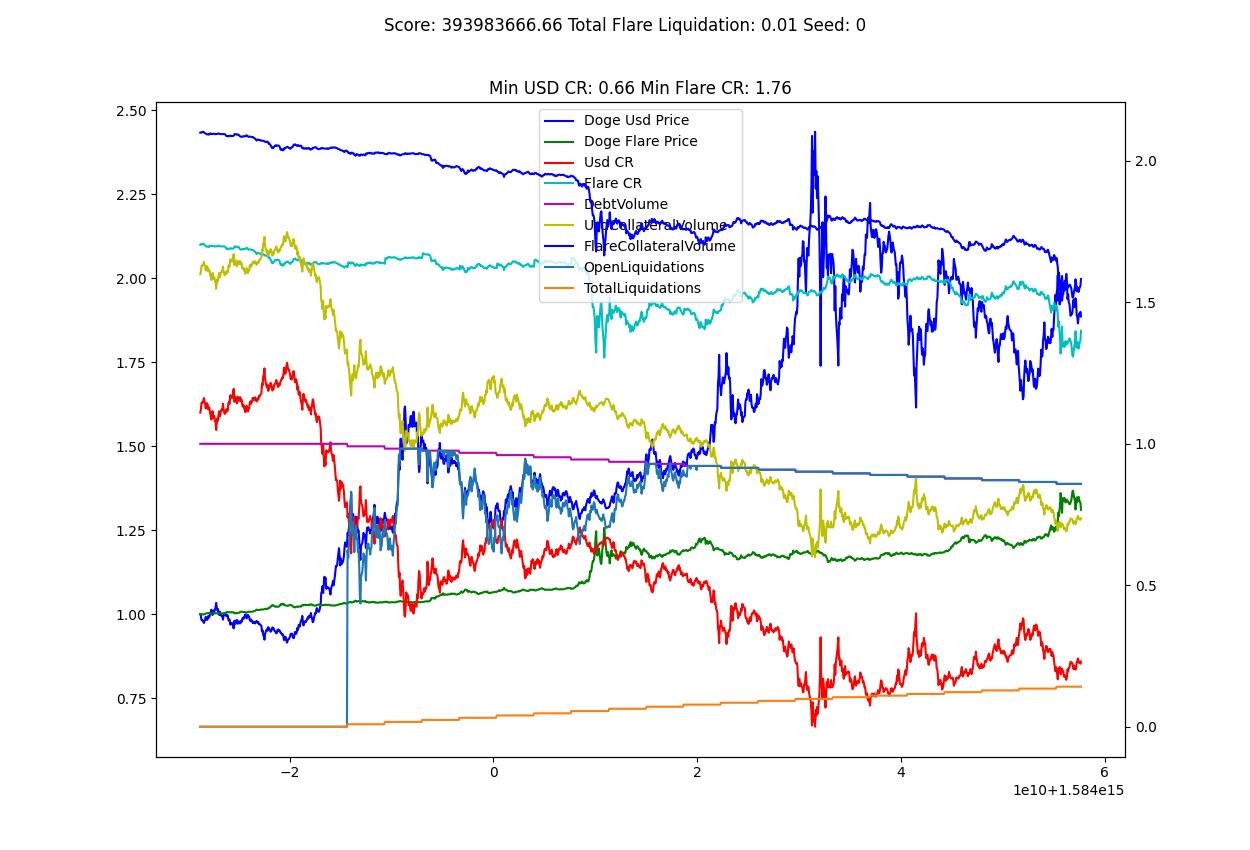 Score: 393983666.66 Total Flare Liquidation: 0.01 Seed: 0
Min USD CR: 0.66 Min Flare CR: 1.76
2.50
2.25
2.00
1.75
1.50
1.25
1.00
0.75
Doge Usd Price
Doge Flare Price
Usd CR
Flare CR
DebtVolume
UsdCollateralVolume
FlareCollateralVolume
OpenLiquidations
TotalLiquidations
2.0
1.5
1.0
0.5
0.0
−2 0 2 4 6
1e10+1.584e15